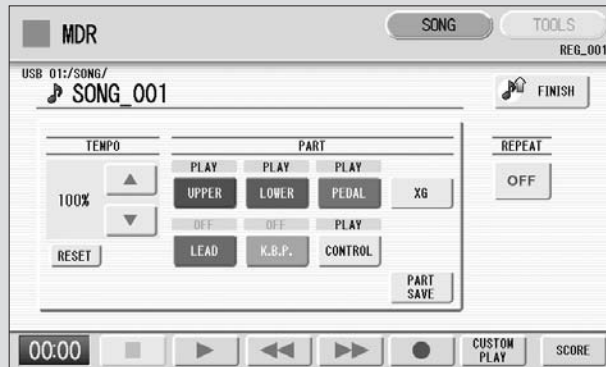 MDR
SONG
TOOLS
REG_001
USB 01:/SONG/
SONG_001
FINISH
TEMPO
PART
REPEAT
PLAY PLAY PLAY
100%
UPPER LOWER PEDAL XG
OFF
OFF OFF PLAY
RESET
LEAD K.B.P. CONTROL
PART
SAVE
00:00
CUSTOM
PLAY
SCORE